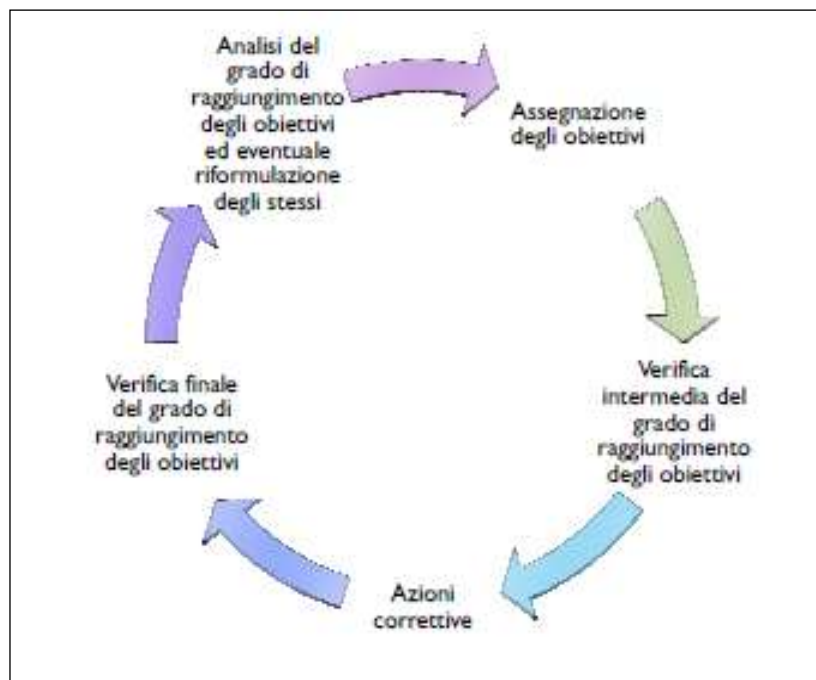 Analisi del
grado di
raggiungimento
degli obiettivi
ed eventuale
riformulazione
degli stessi
Assegnazione
degli obiettivi
Verifica
intermedia del
grado di
raggiungimento
degli obiettivi
Azioni
correttive
Verifica finale
del grado di
raggiungimento
degli obiettivi